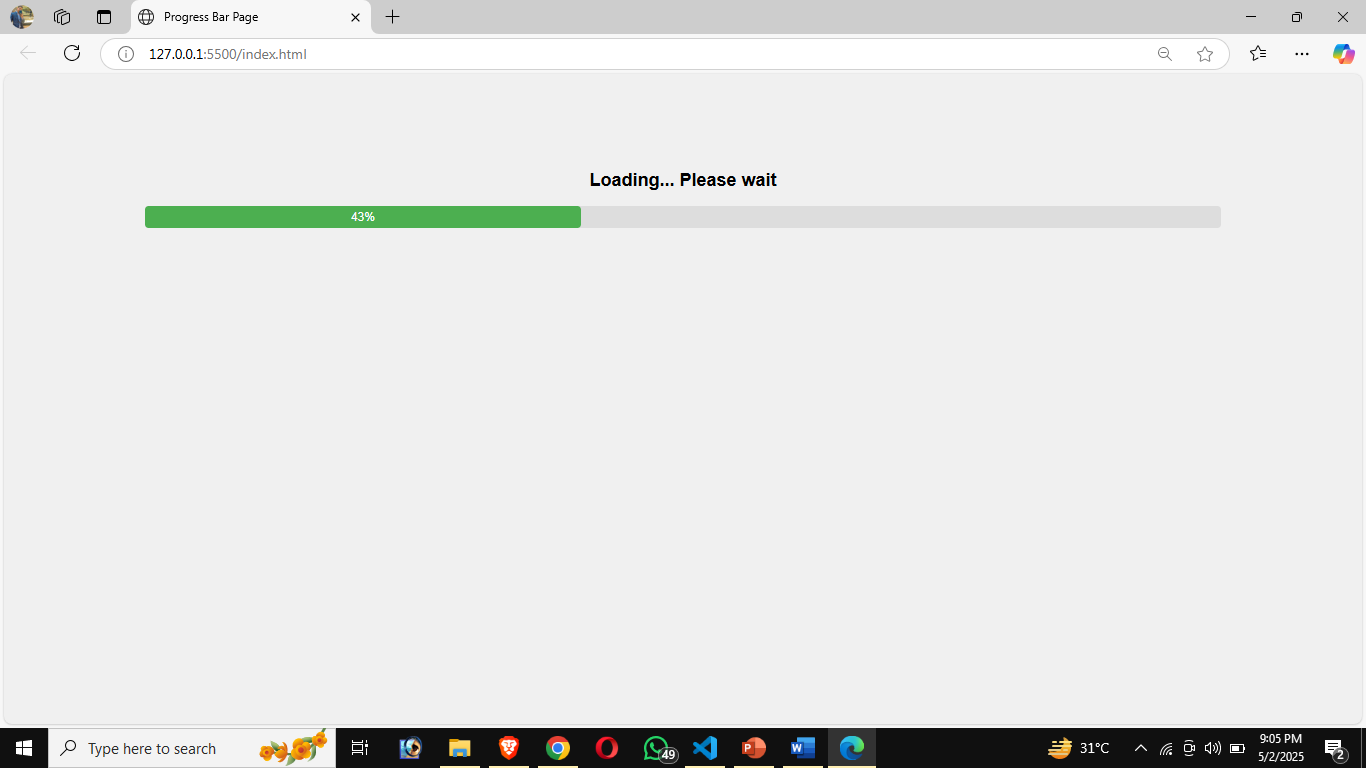 Progress Bar Page
127.0.0.1:5500/index.html
Loading... Please wait
43%
Type here to search
49
31°C
9:05 PM
5/2/2025
2